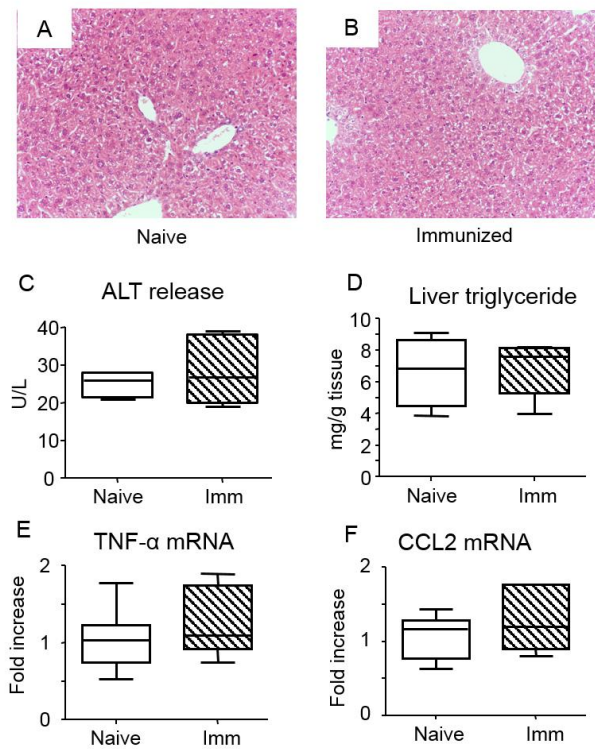 A
B
Naive
Immunized
C
ALT release
U/L
40
30
20
10
0
Naive
Imm
D
Liver triglyceride
mg/g tissue
10
8
6
4
2
0
Naive
Imm
E
TNF-α mRNA
Fold increase
2
1
0
Naive
Imm
F
CCL2 mRNA
Fold increase
2
1
0
Naive
Imm